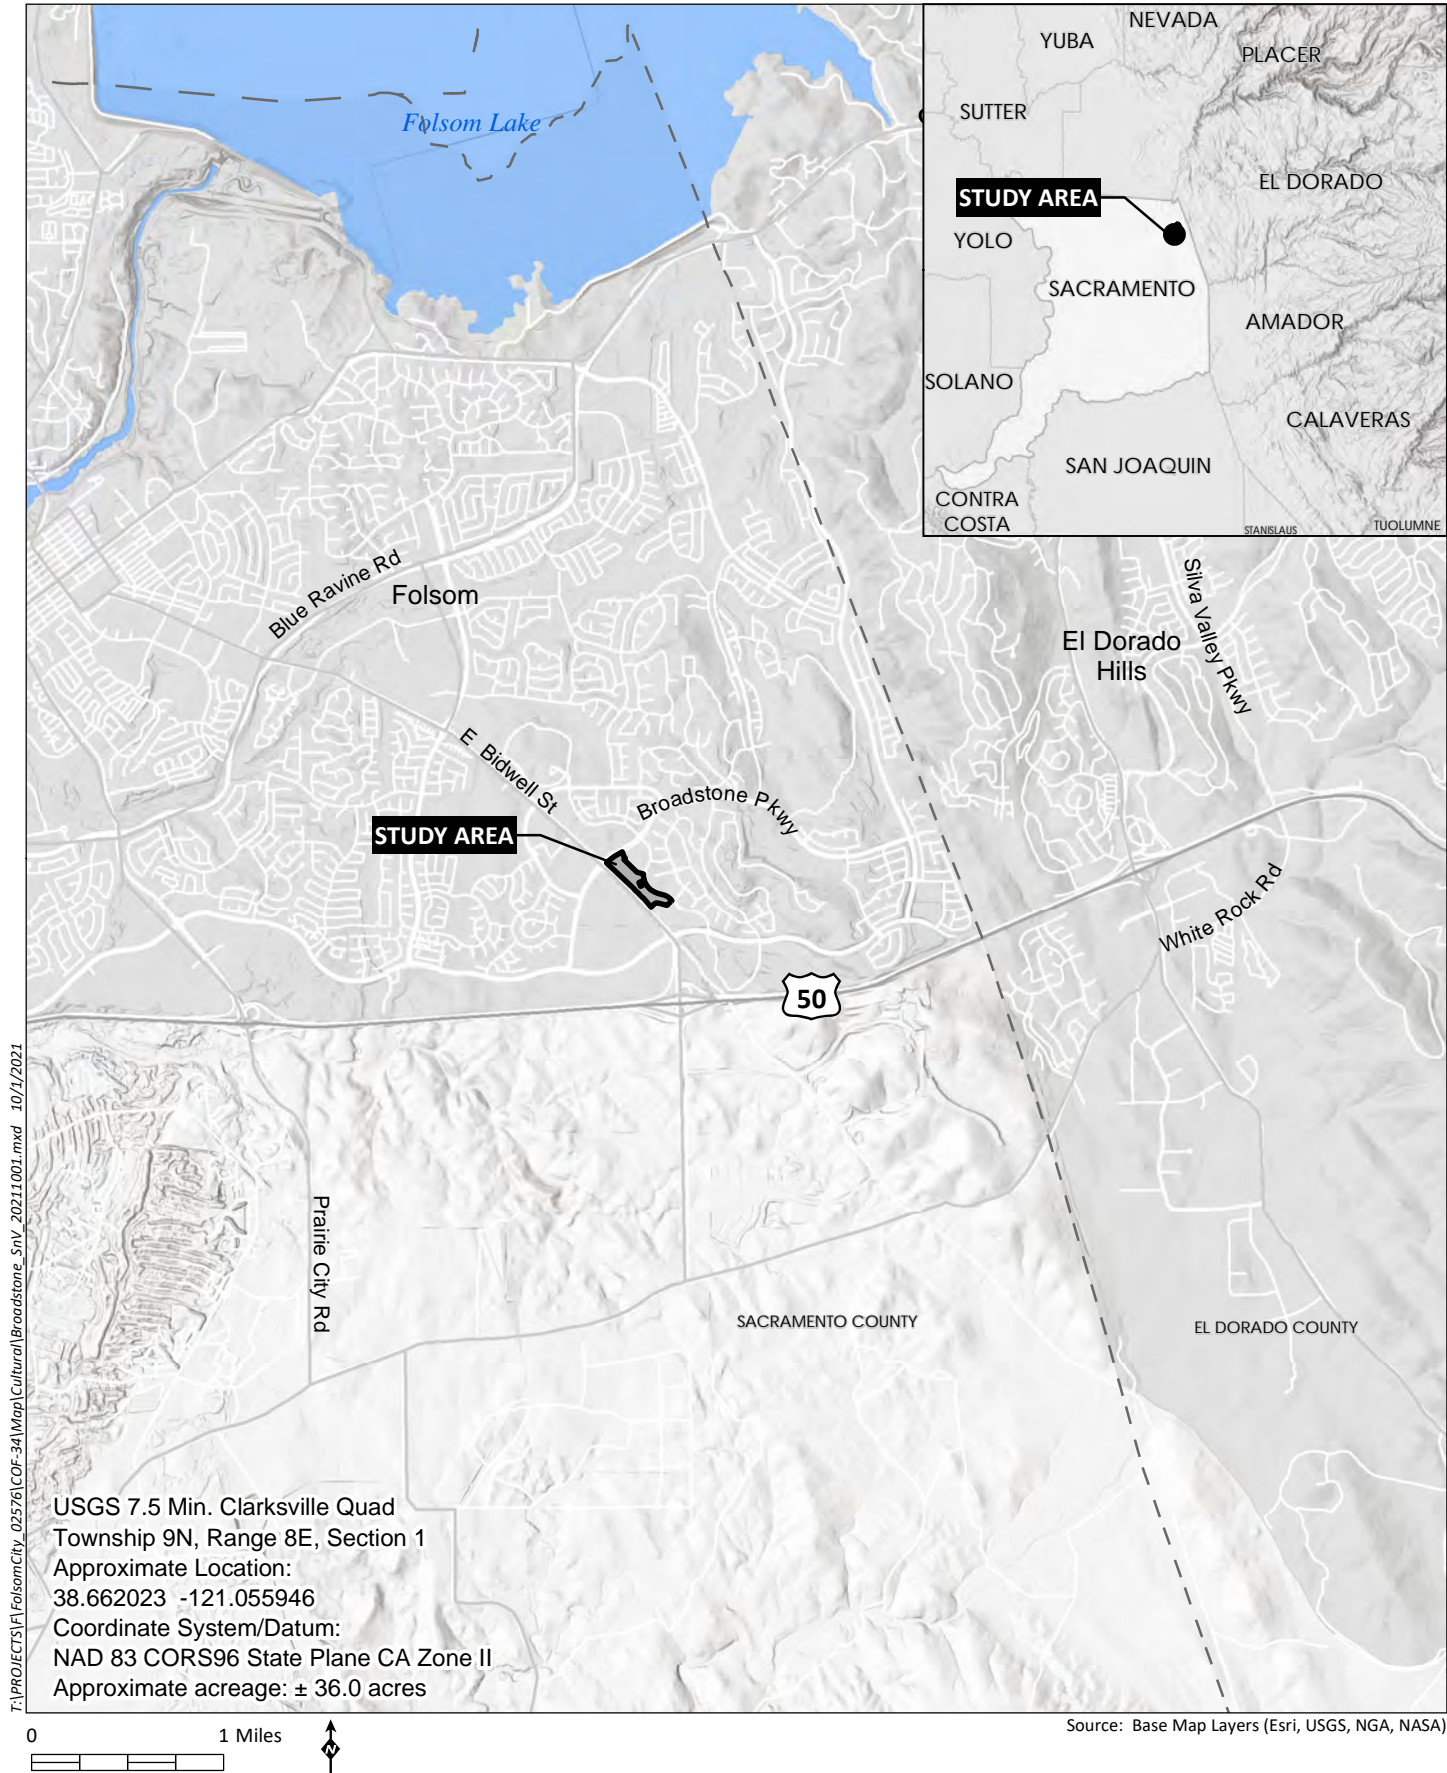 NEVADA
YUBA
PLACER
SUTTER
EL DORADO
STUDY AREA
YOLO
SACRAMENTO
AMADOR
SOLANO
CALAVERAS
SAN JOAQUIN
CONTRA
COSTA
STANISLAUS
TUOLUMNE
Folsom Lake
Blue Ravine Rd
Folsom
Silva Valley Pkwy
El Dorado
Hills
E Bidwell St
Broadstone Pkwy
STUDY AREA
White Rock Rd
50
Prairie City Rd
SACRAMENTO COUNTY
EL DORADO COUNTY
T:\PROJECTS\F\FolsomCity_02576\COF-34\Map\Cultural\Broadstone_SnV_20211001.mxd 10/1/2021
USGS 7.5 Min. Clarksville Quad
Township 9N, Range 8E, Section 1
Approximate Location:
38.662023 -121.055946
Coordinate System/Datum:
NAD 83 CORS96 State Plane CA Zone II
Approximate acreage: ± 36.0 acres
0 1 Miles
N
Source: Base Map Layers (Esri, USGS, NGA, NASA)